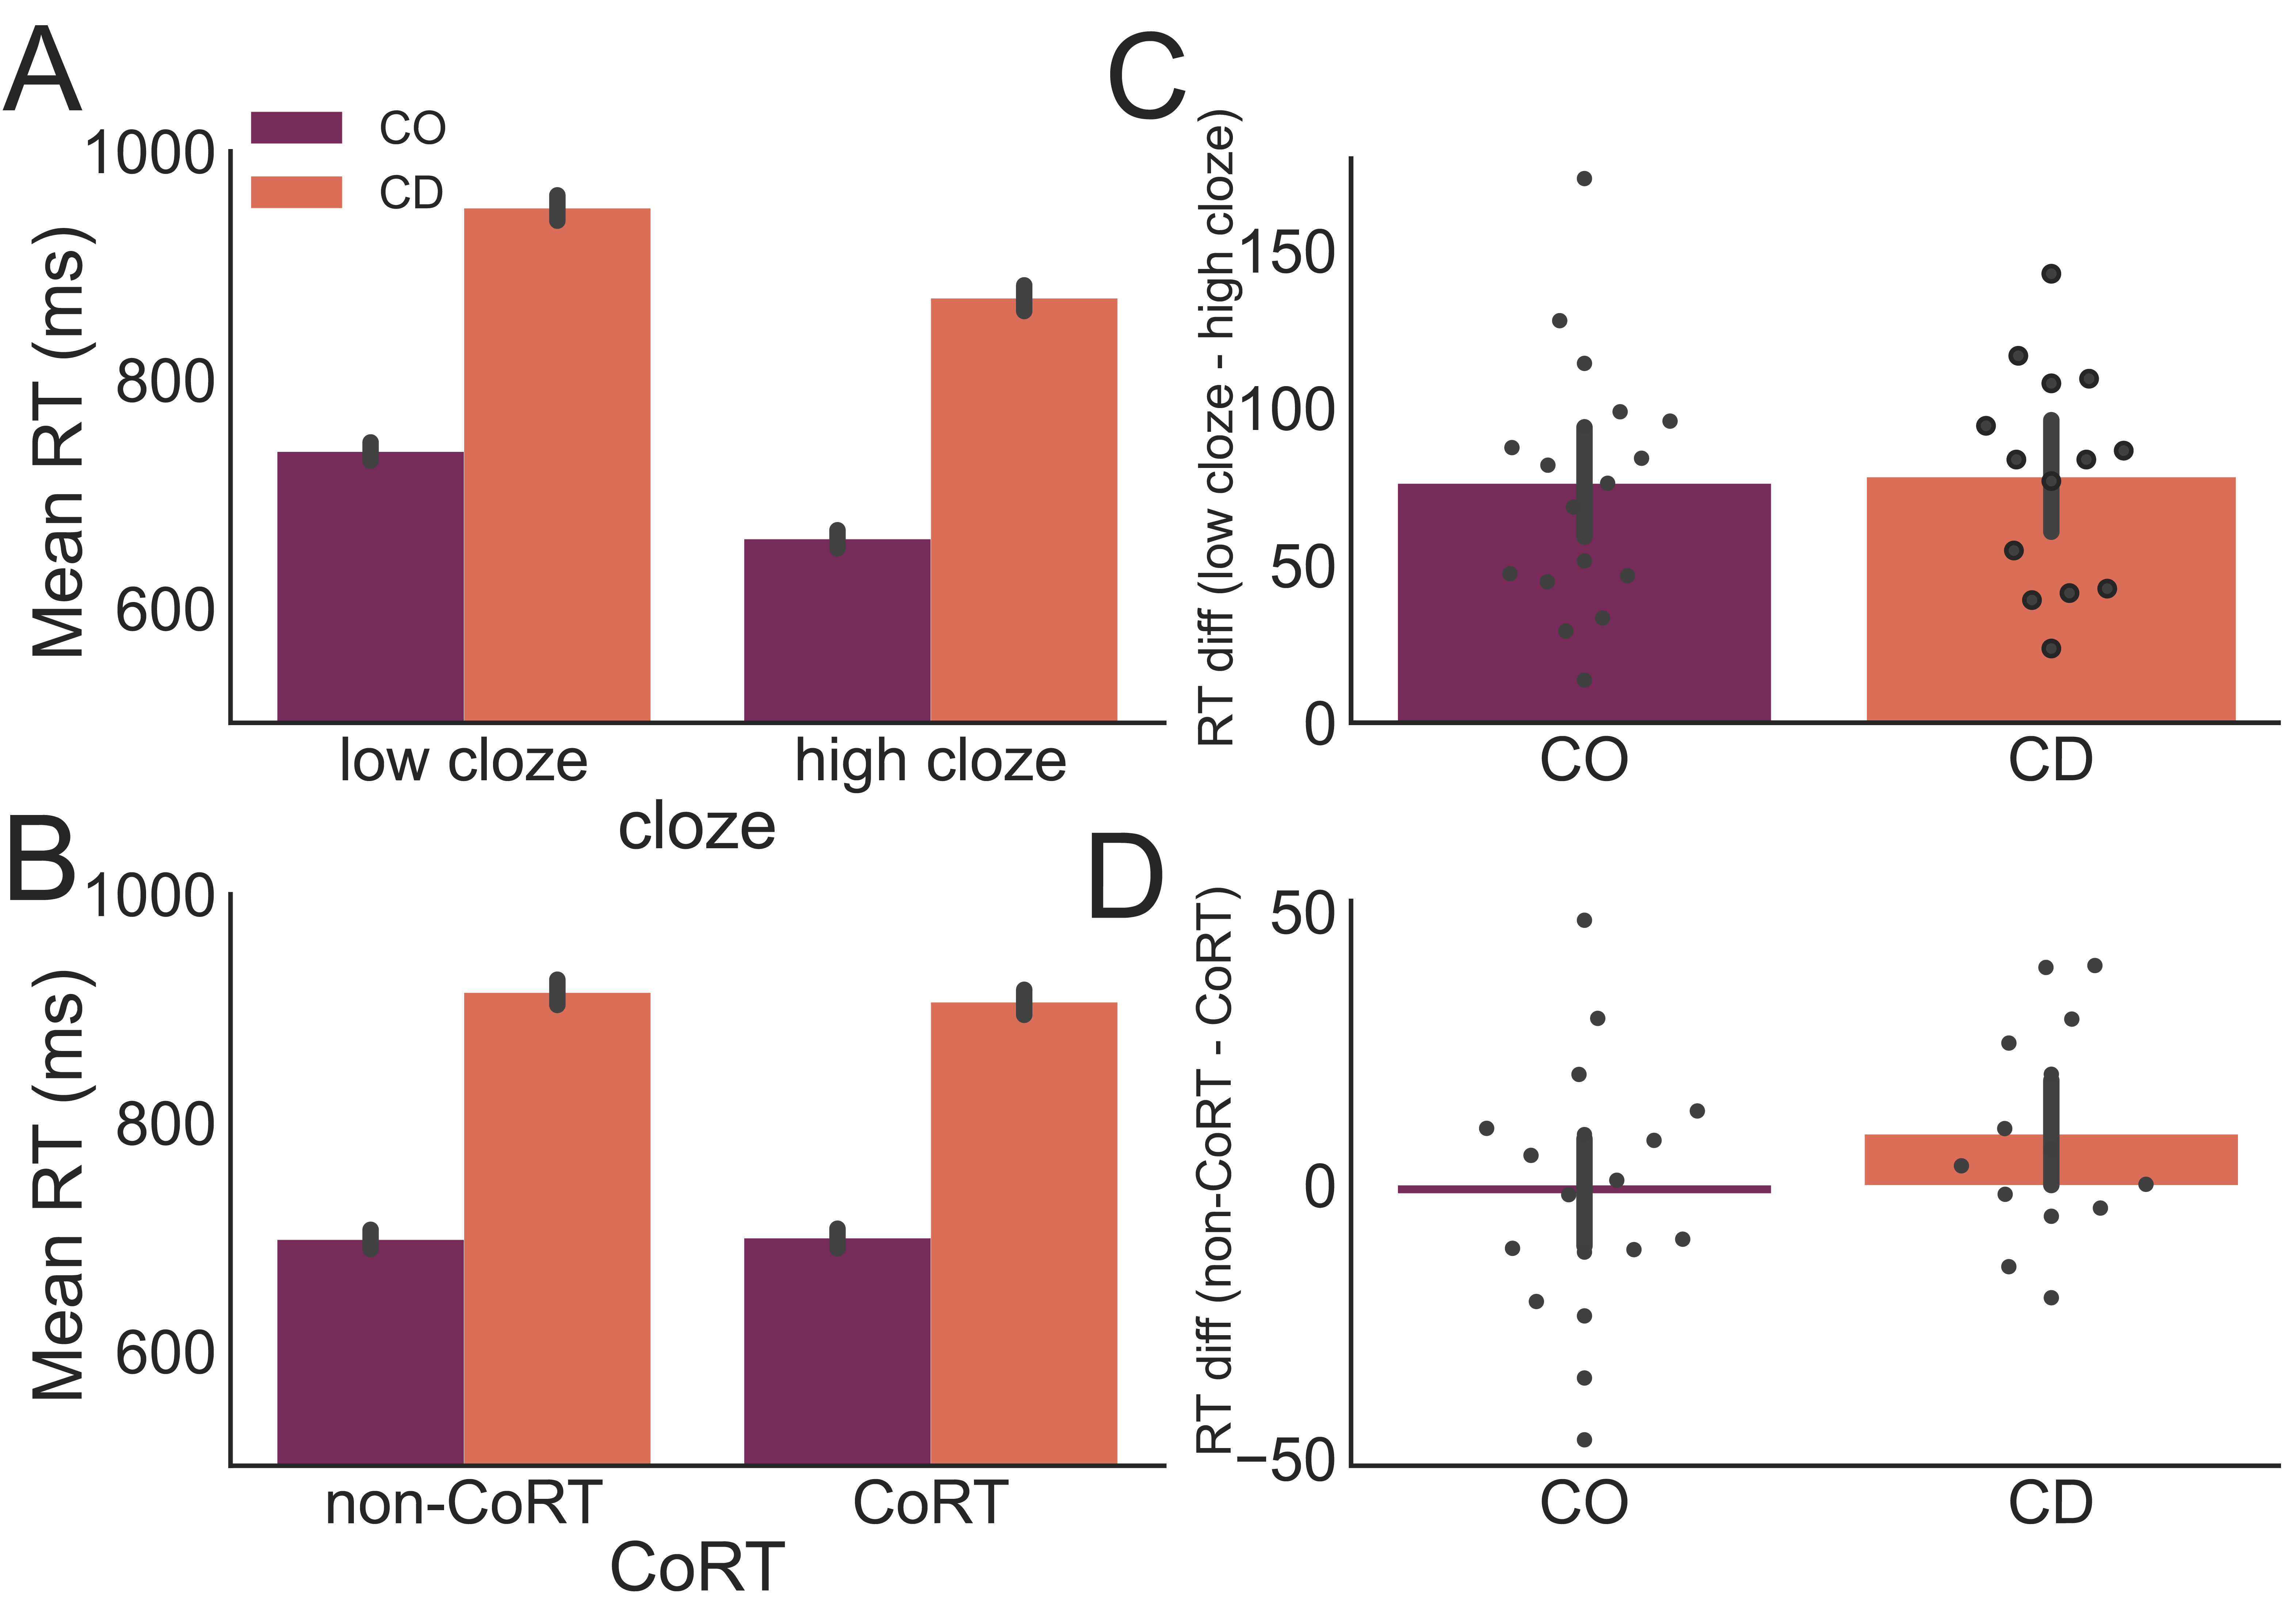 A
CO
CD
Mean RT (ms)
1000
800
600
low cloze
high cloze
cloze
C
RT diff (low cloze - high cloze)
150
100
50
0
CO
CD
B
Mean RT (ms)
1000
800
600
non-CoRT
CoRT
CoRT
D
RT diff (non-CoRT - CoRT)
50
0
−50
CO
CD